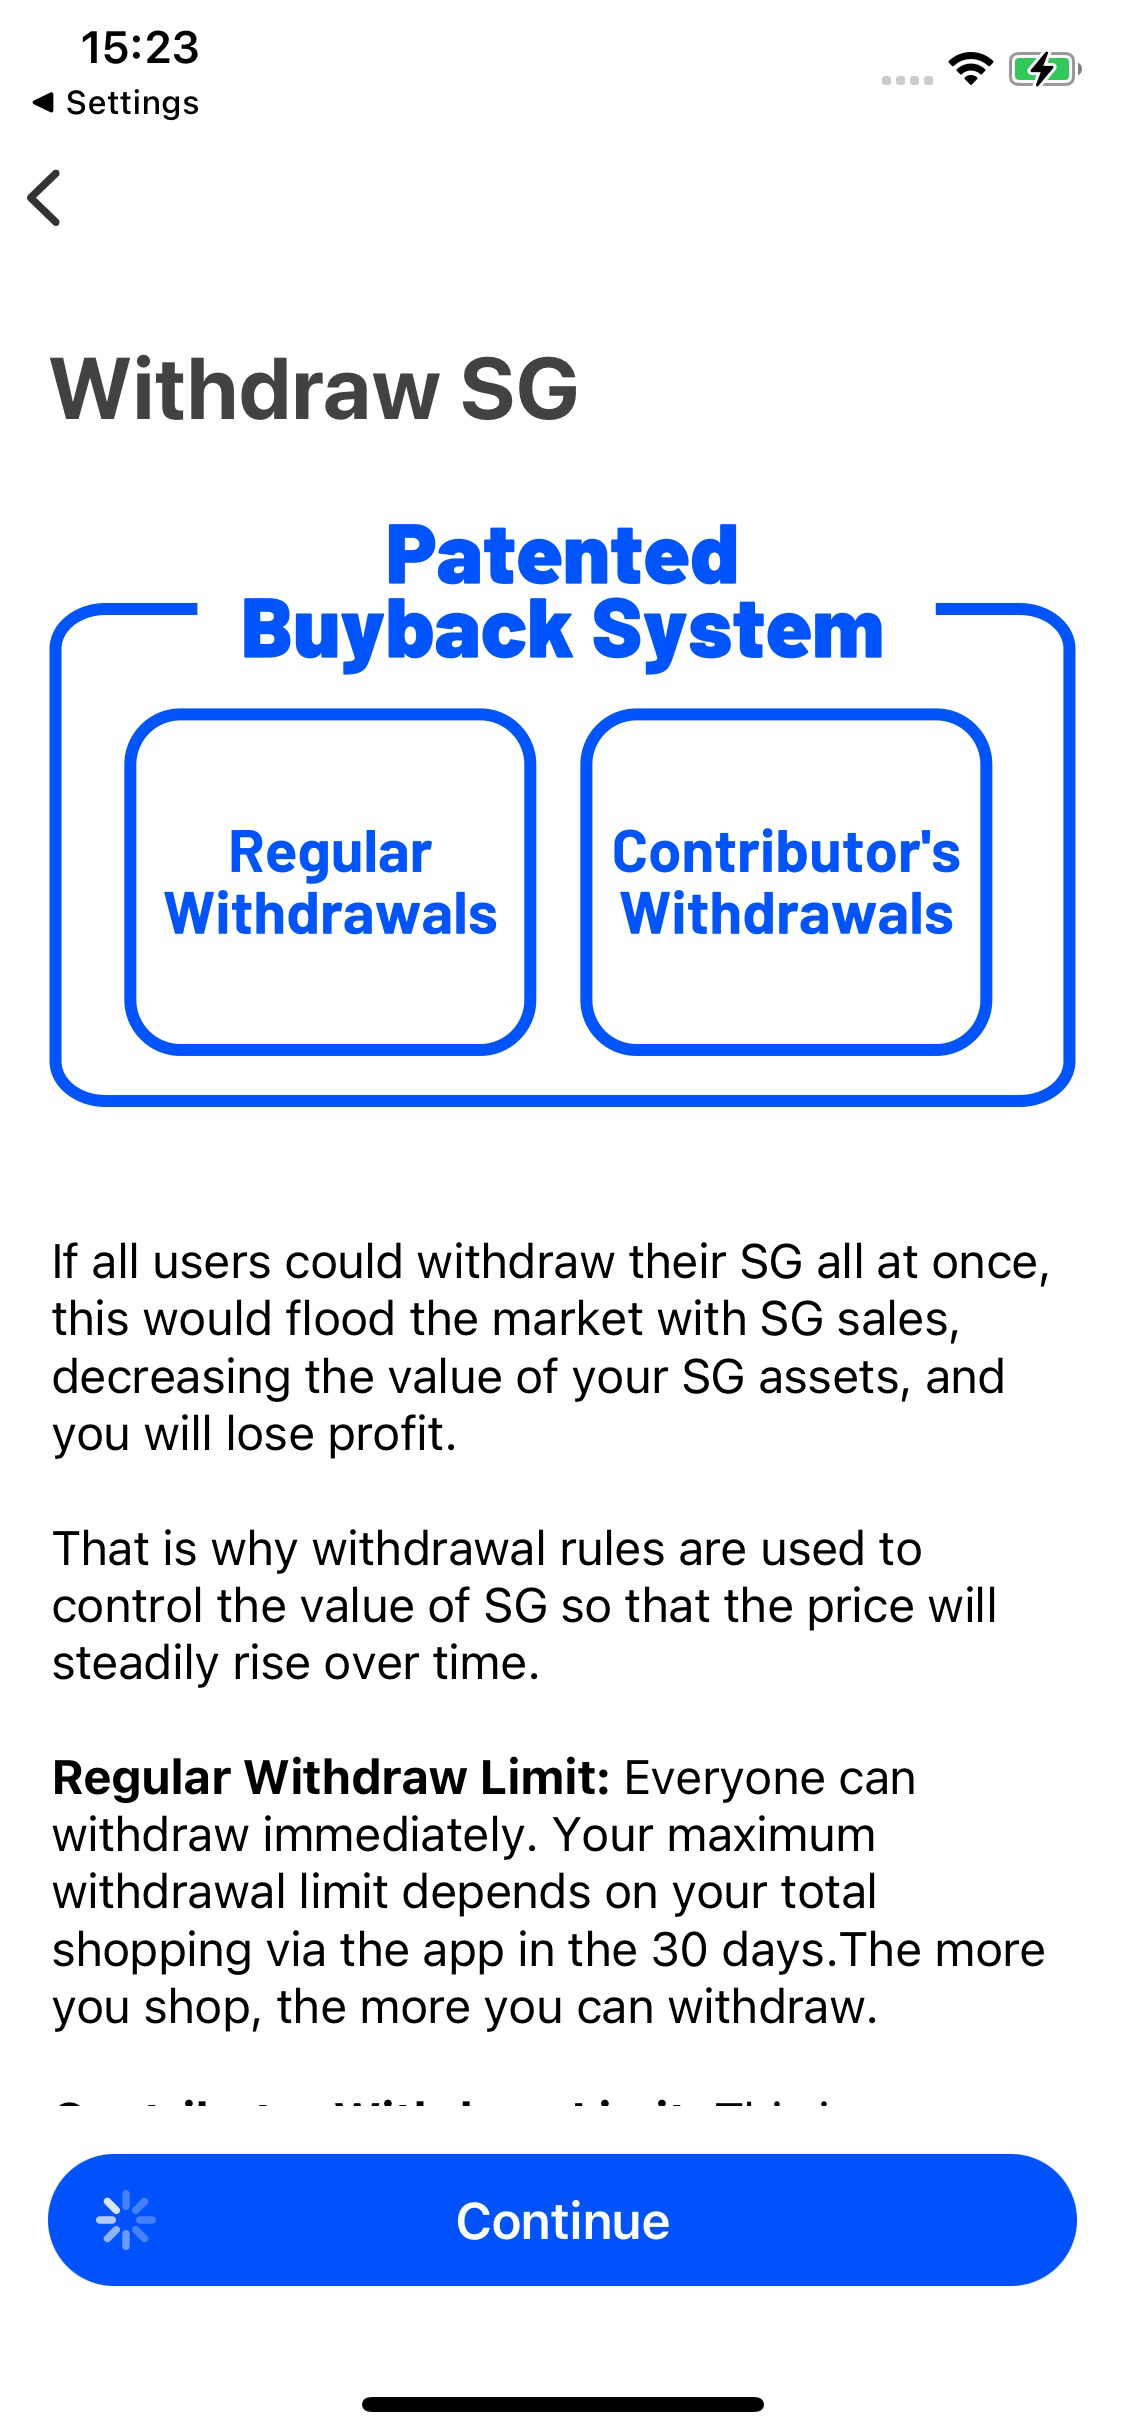 15:23
Settings
Withdraw SG
Patented
Buyback System
Regular
Withdrawals
Contributor's
Withdrawals
If all users could withdraw their SG all at once,
this would flood the market with SG sales,
decreasing the value of your SG assets, and
you will lose profit.
That is why withdrawal rules are used to
control the value of SG so that the price will
steadily rise over time.
Regular Withdraw Limit: Everyone can
withdraw immediately. Your maximum
withdrawal limit depends on your total
shopping via the app in the 30 days.The more
you shop, the more you can withdraw.
Continue